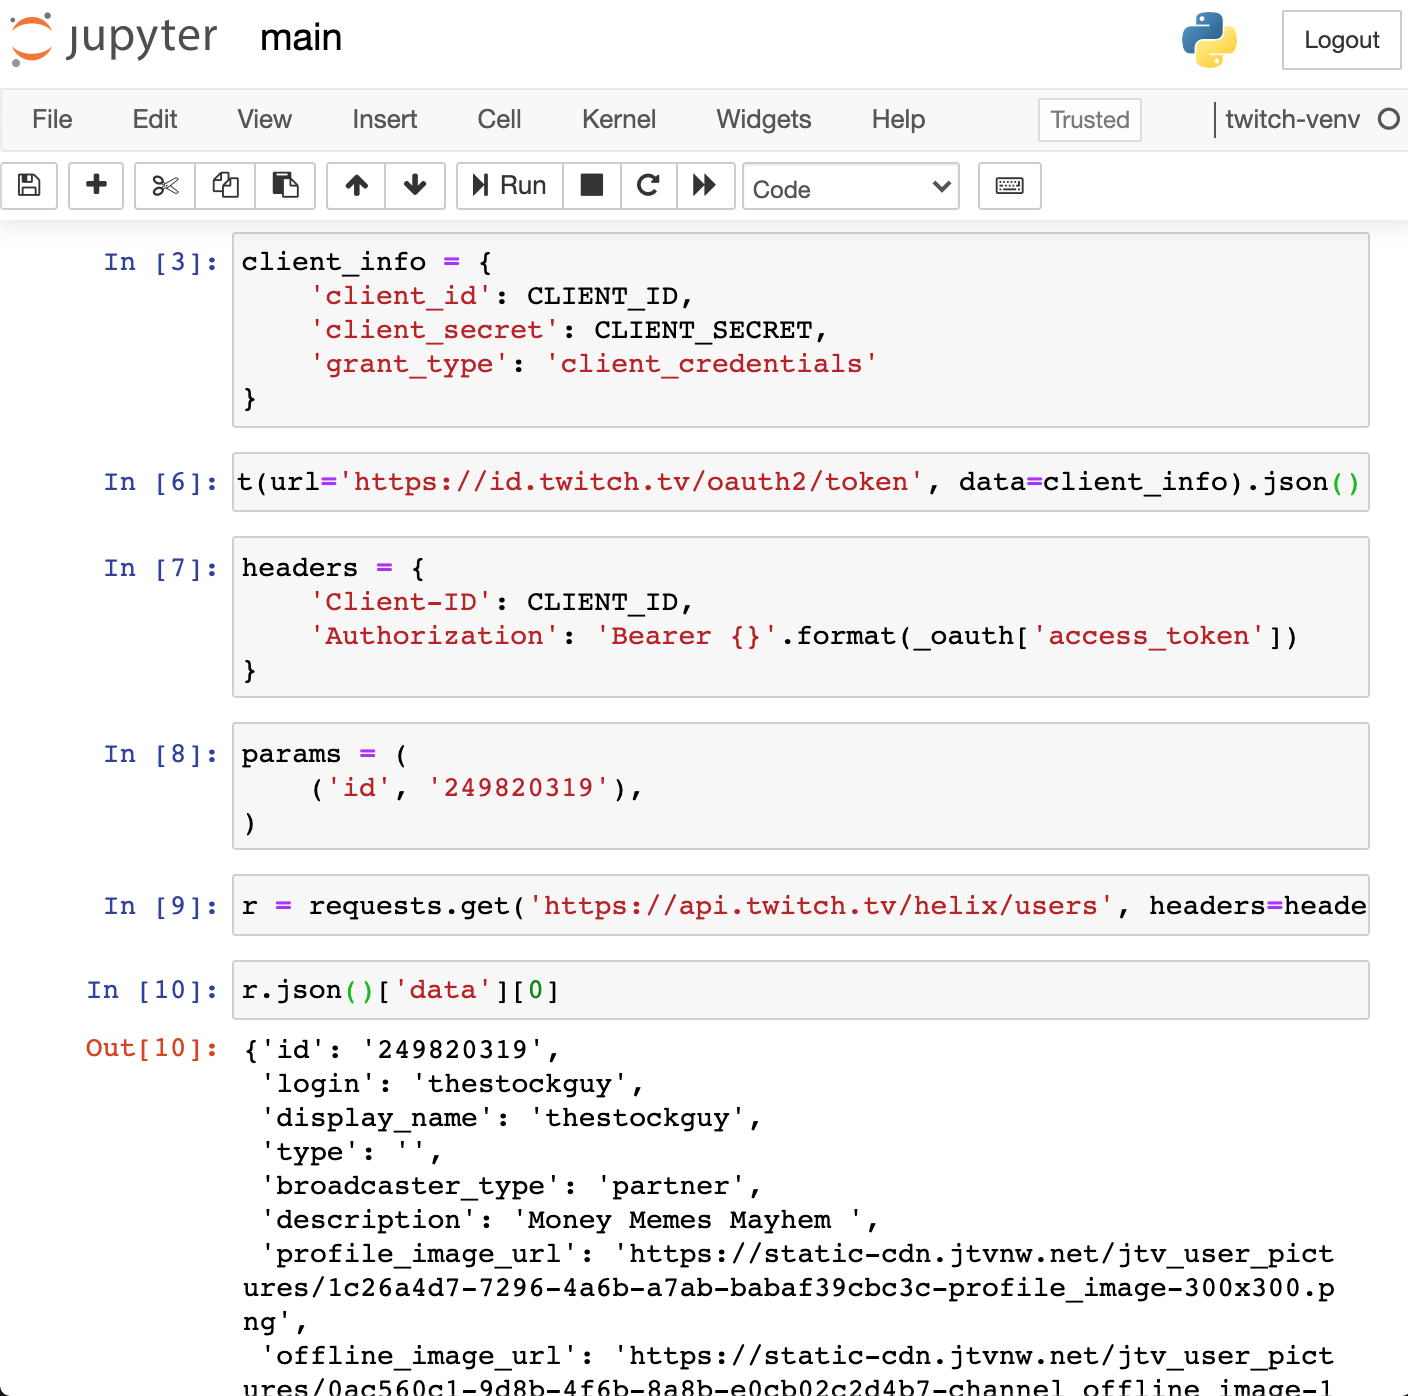 jupyter main
Logout
File Edit View Insert Cell Kernel Widgets Help Trusted twitch-venv
Run Code
In [3]: client_info = {
'client_id': CLIENT_ID,
'client_secret': CLIENT_SECRET,
'grant_type': 'client_credentials'
}
In [6]: t(url='https://id.twitch.tv/oauth2/token', data=client_info).json()
In [7]: headers = {
'Client-ID': CLIENT_ID,
'Authorization': 'Bearer {}'.format(_oauth['access_token'])
}
In [8]: params = (
('id', '249820319'),
)
In [9]: r = requests.get('https://api.twitch.tv/helix/users', headers=heade
In [10]: r.json()['data'][0]
Out[10]: {'id': '249820319',
'login': 'thestockguy',
'display_name': 'thestockguy',
'type': '',
'broadcaster_type': 'partner',
'description': 'Money Memes Mayhem ',
'profile_image_url': 'https://static-cdn.jtvnw.net/jtv_user_pict
ures/1c26a4d7-7296-4a6b-a7ab-babaf39cbc3c-profile_image-300x300.p
ng',
'offline_image_url': 'https://static-cdn.jtvnw.net/jtv_user_pict
ures/0ac560c1-9d8b-4f6b-8a8b-e0cb02c2d4b7-channel_offline_image-1